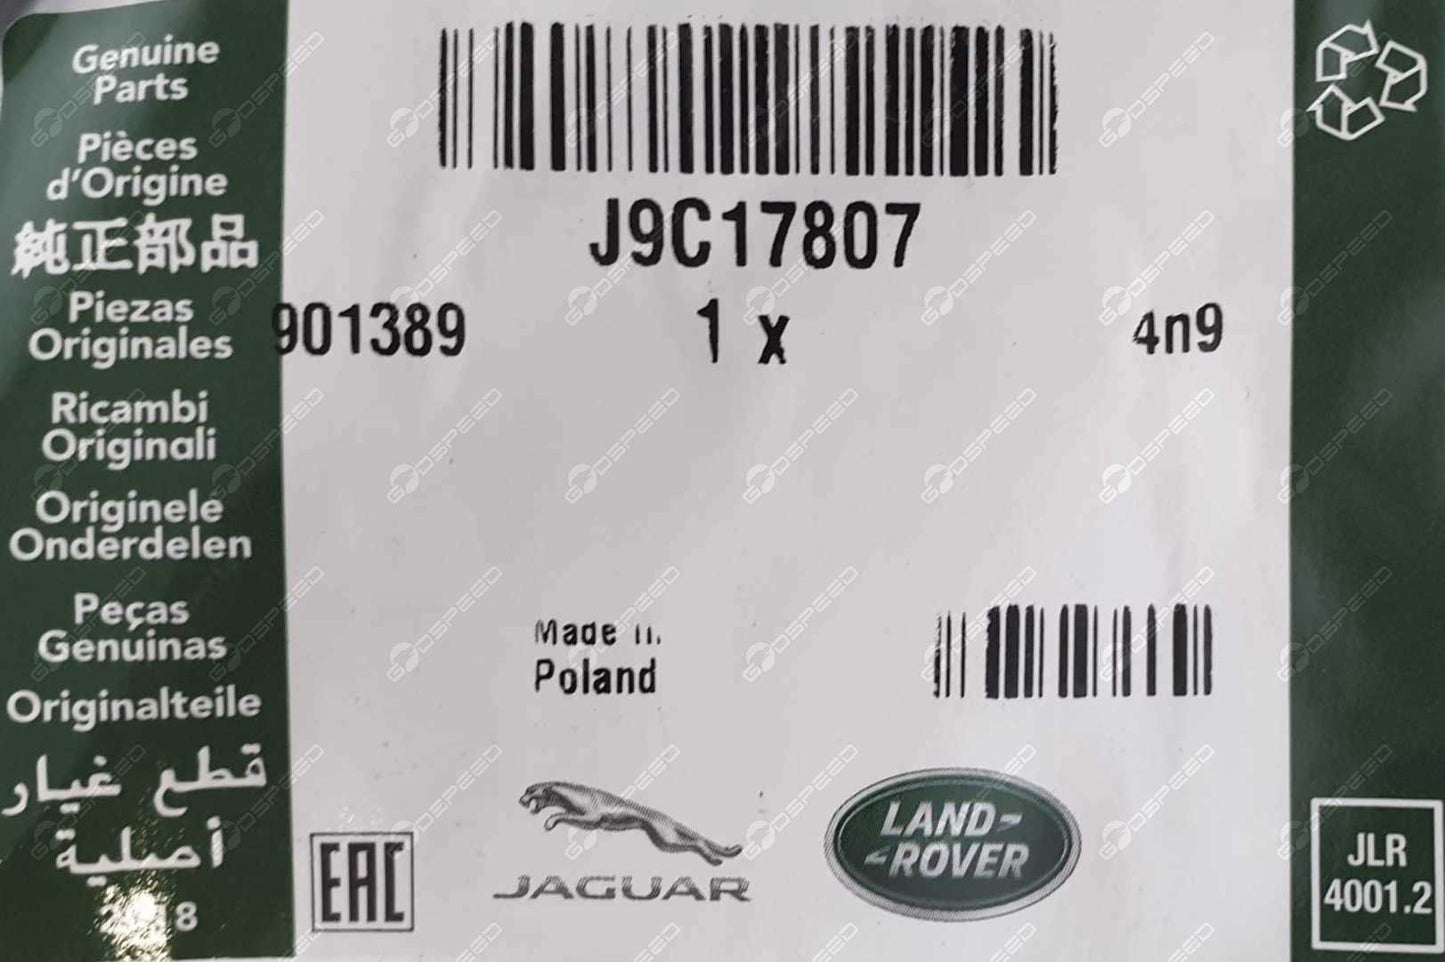 Genuine
Parts
Pièces
d'Origine
純正部品
Piezas
Originales
Ricambi
Originali
Originele
Onderdelen
Peças
Genuinas
Originalteile
قطع غيار
أصلية
J9C17807
901389 1 x 4n9
Made in
Poland
EAC
JAGUAR
LAND-
-ROVER
JLR
4001.2
GODSPEED